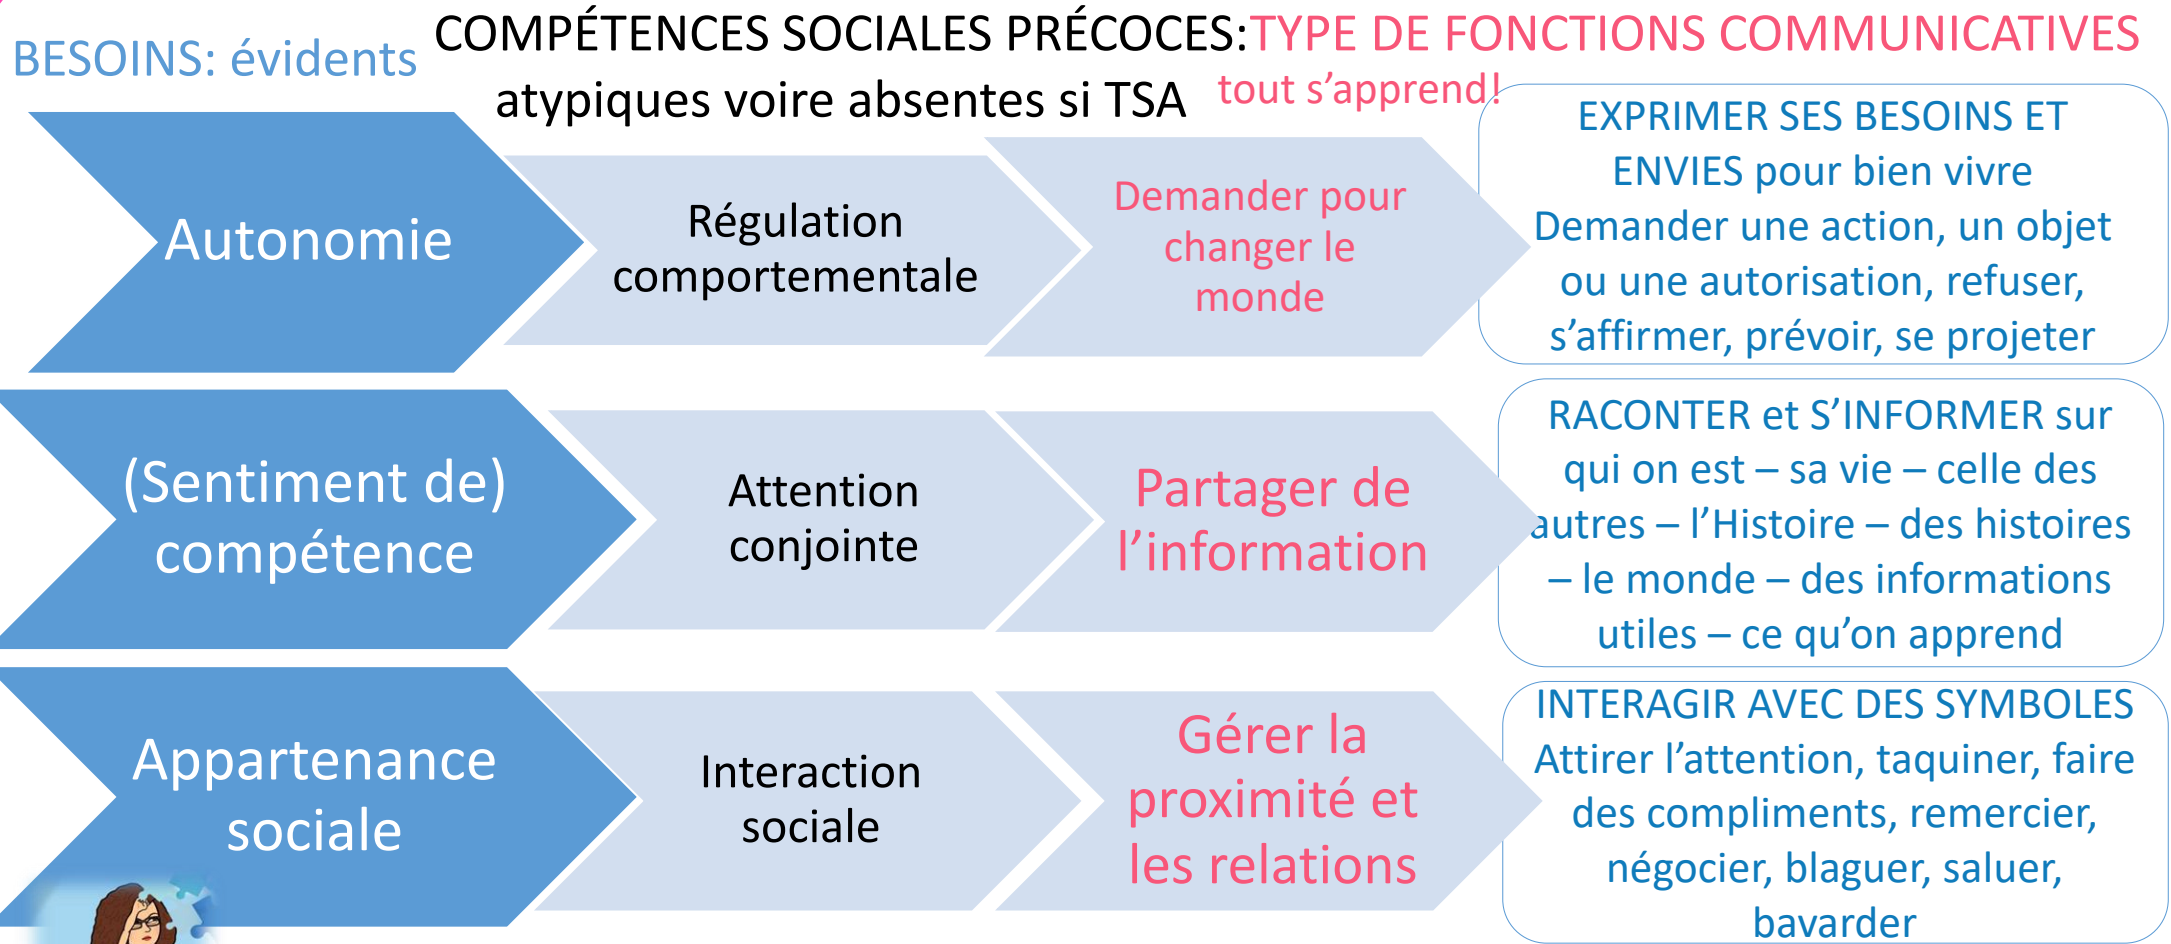 BESOINS: évidents
COMPÉTENCES SOCIALES PRÉCOCES:
atypiques voire absentes si TSA
TYPE DE FONCTIONS COMMUNICATIVES
tout s’apprend!
Autonomie
Régulation
comportementale
Demander pour
changer le
monde
EXPRIMER SES BESOINS ET
ENVIES pour bien vivre
Demander une action, un objet
ou une autorisation, refuser,
s’affirmer, prévoir, se projeter
(Sentiment de)
compétence
Attention
conjointe
Partager de
l’information
RACONTER et S’INFORMER sur
qui on est – sa vie – celle des
autres – l’Histoire – des histoires
– le monde – des informations
utiles – ce qu’on apprend
Appartenance
sociale
Interaction
sociale
Gérer la
proximité et
les relations
INTERAGIR AVEC DES SYMBOLES
Attirer l’attention, taquiner, faire
des compliments, remercier,
négocier, blaguer, saluer,
bavarder